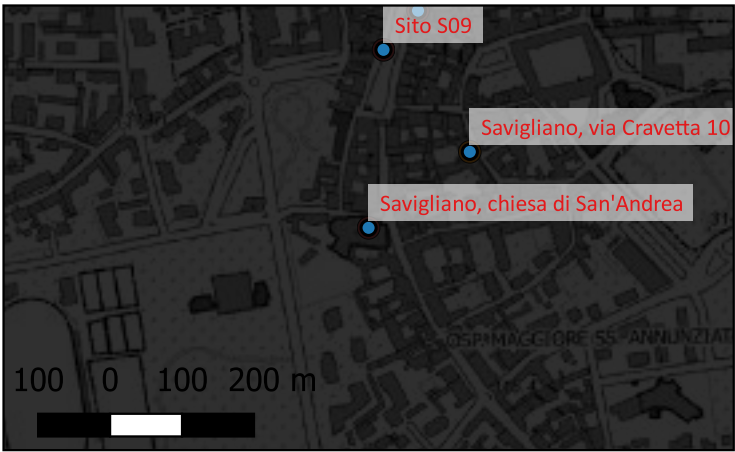 Sito S09
Savigliano, via Cravetta 10
Savigliano, chiesa di San'Andrea
OSP. MAGGIORE SS. ANNUNZIAT
100 0 100 200 m